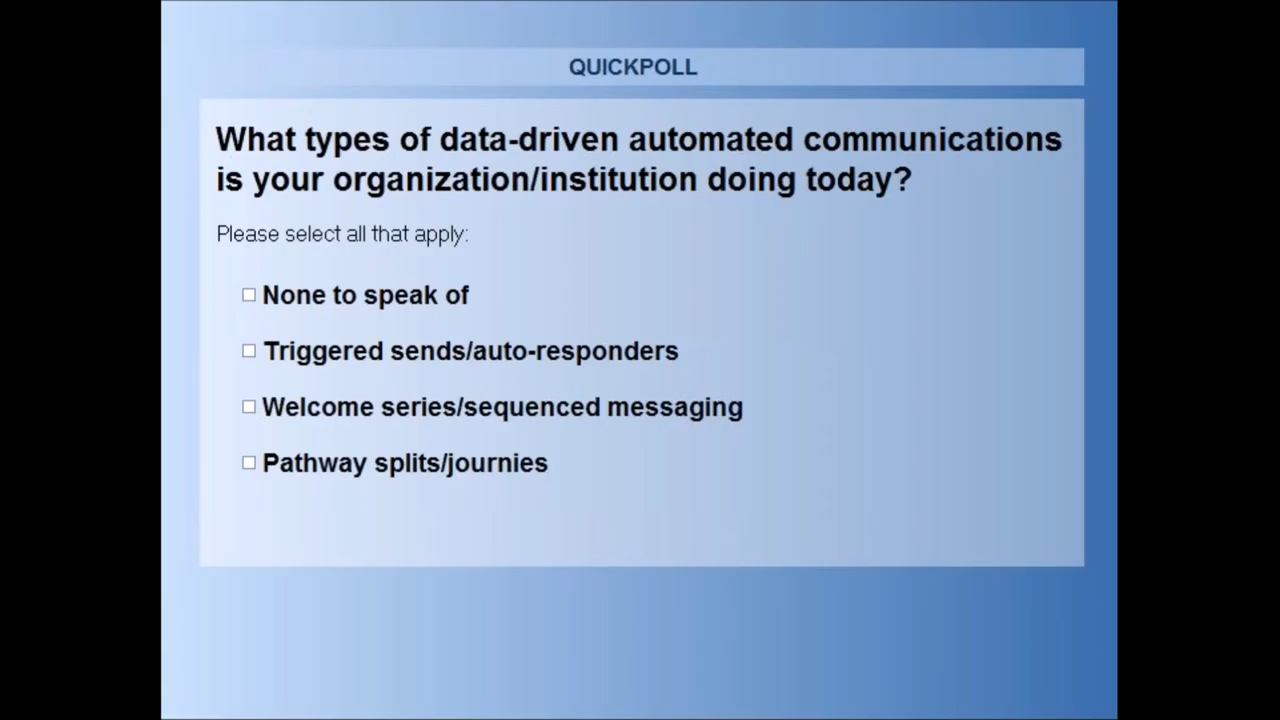 QUICKPOLL
What types of data-driven automated communications
is your organization/institution doing today?
Please select all that apply:
None to speak of
Triggered sends/auto-responders
Welcome series/sequenced messaging
Pathway splits/journies